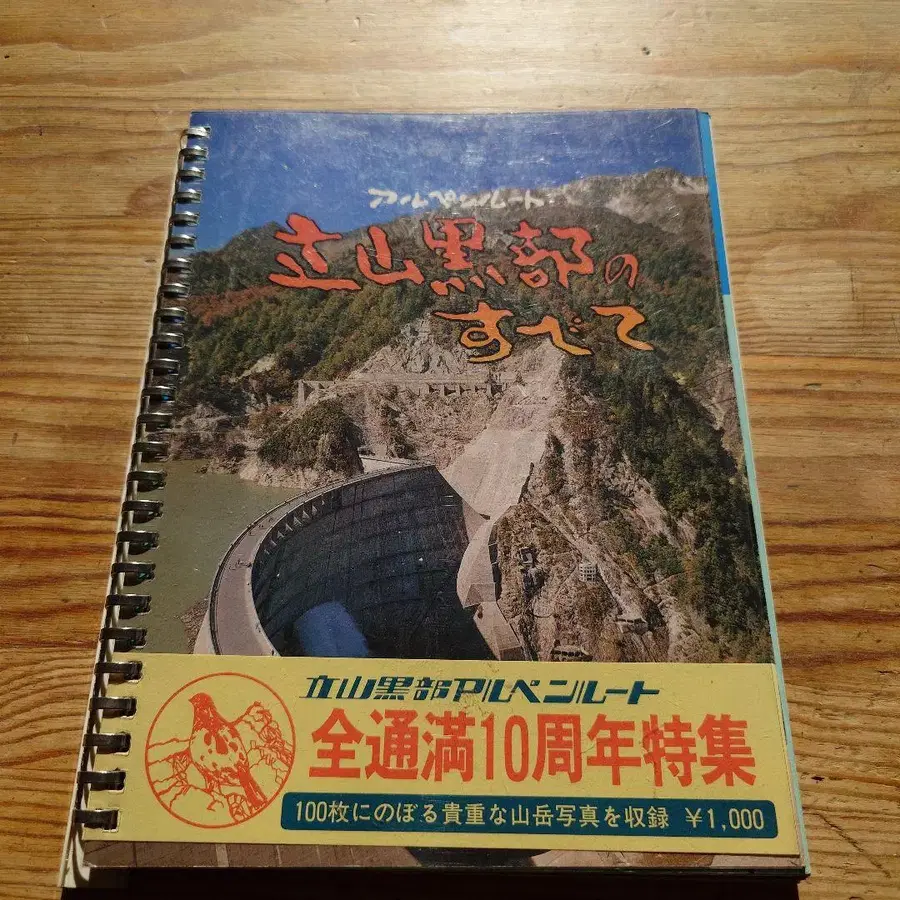 アルペンルート
立山黒部の
すべて
立山黒部アルペンルート
全通満10周年特集
100枚にのぼる貴重な山岳写真を収録 ¥1,000